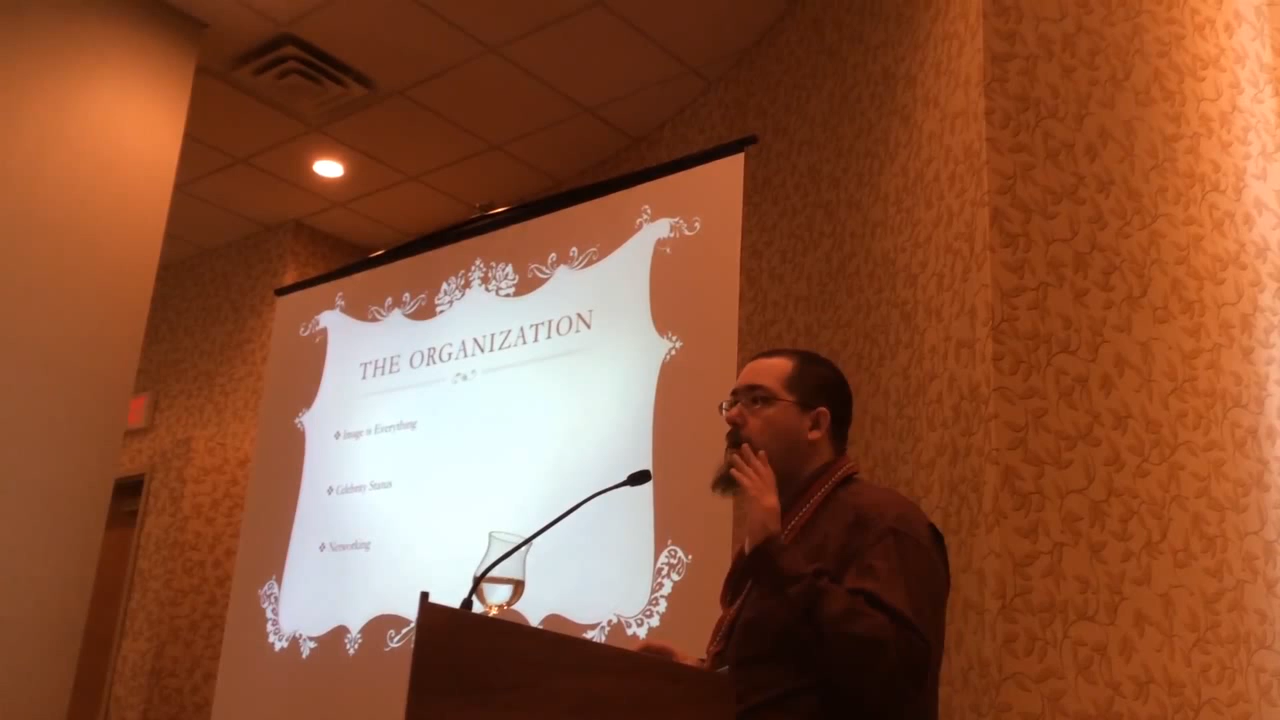 THE ORGANIZATION
❖ Image is Everything
❖ Celebrity Status
❖ Networking